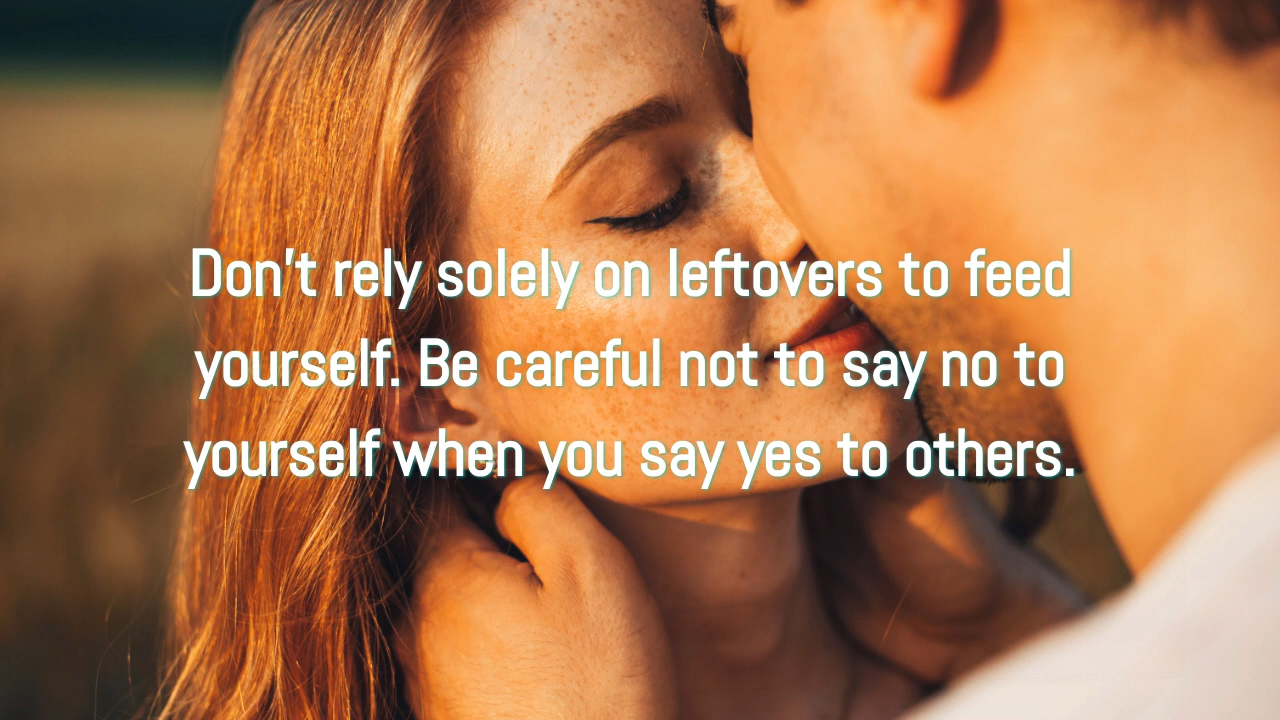 Don't rely solely on leftovers to feed
yourself. Be careful not to say no to
yourself when you say yes to others.